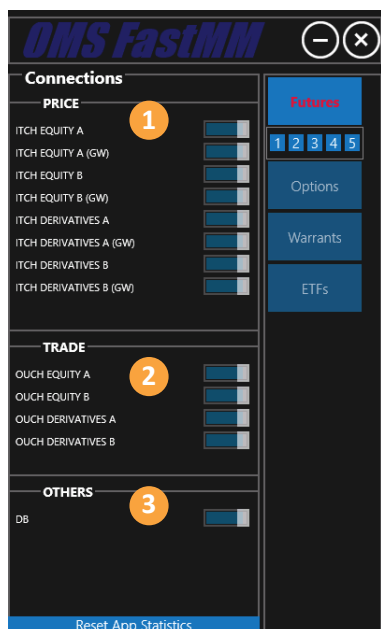 OMS FastMM
Connections
PRICE
1
ITCH EQUITY A
ITCH EQUITY A (GW)
ITCH EQUITY B
ITCH EQUITY B (GW)
ITCH DERIVATIVES A
ITCH DERIVATIVES A (GW)
ITCH DERIVATIVES B
ITCH DERIVATIVES B (GW)
TRADE
2
OUCH EQUITY A
OUCH EQUITY B
OUCH DERIVATIVES A
OUCH DERIVATIVES B
OTHERS
3
DB
Reset App Statistics
Futures
1 2 3 4 5
Options
Warrants
ETFs